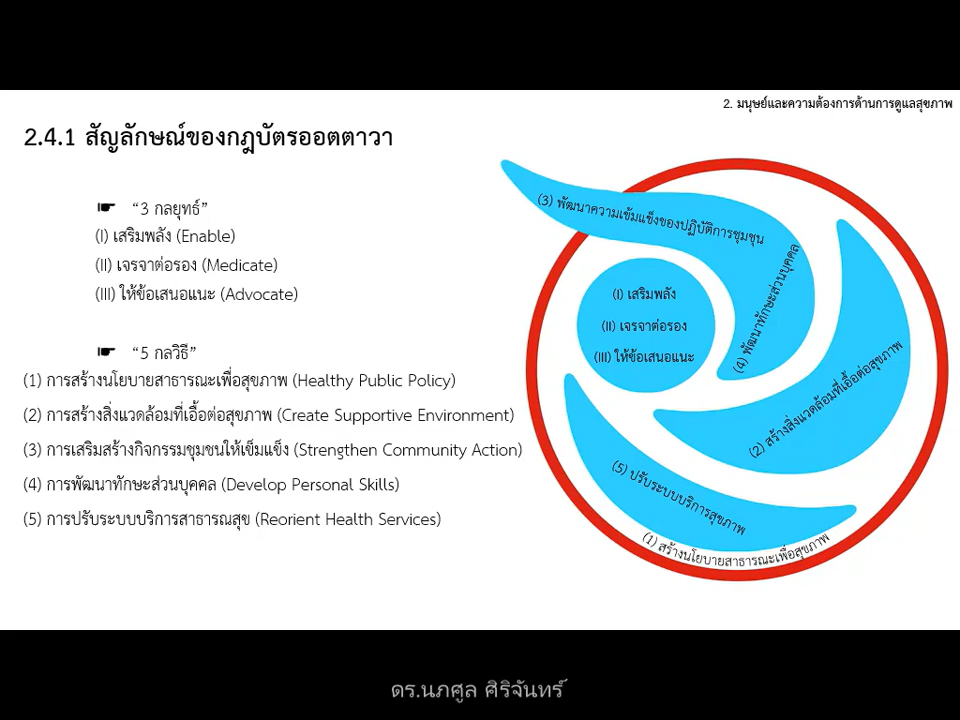 2. มนุษย์และความต้องการด้านการดูแลสุขภาพ
2.4.1 สัญลักษณ์ของกฎบัตรออตตาวา
☛ “3 กลยุทธ์”
(I) เสริมพลัง (Enable)
(II) เจรจาต่อรอง (Medicate)
(III) ให้ข้อเสนอแนะ (Advocate)
☛ “5 กลวิธี”
(1) การสร้างนโยบายสาธารณะเพื่อสุขภาพ (Healthy Public Policy)
(2) การสร้างสิ่งแวดล้อมที่เอื้อต่อสุขภาพ (Create Supportive Environment)
(3) การเสริมสร้างกิจกรรมชุมชนให้เข้มแข็ง (Strengthen Community Action)
(4) การพัฒนาทักษะส่วนบุคคล (Develop Personal Skills)
(5) การปรับระบบบริการสาธารณสุข (Reorient Health Services)
(3) พัฒนาความเข้มแข็งของปฏิบัติการชุมชุน
(4) พัฒนาทักษะส่วนบุคคล
(I) เสริมพลัง
(II) เจรจาต่อรอง
(III) ให้ข้อเสนอแนะ
(2) สร้างสิ่งแวดล้อมที่เอื้อต่อสุขภาพ
(5) ปรับระบบบริการสุขภาพ
(1) สร้างนโยบายสาธารณะเพื่อสุขภาพ
ดร.นภศูล ศิริจันทร์